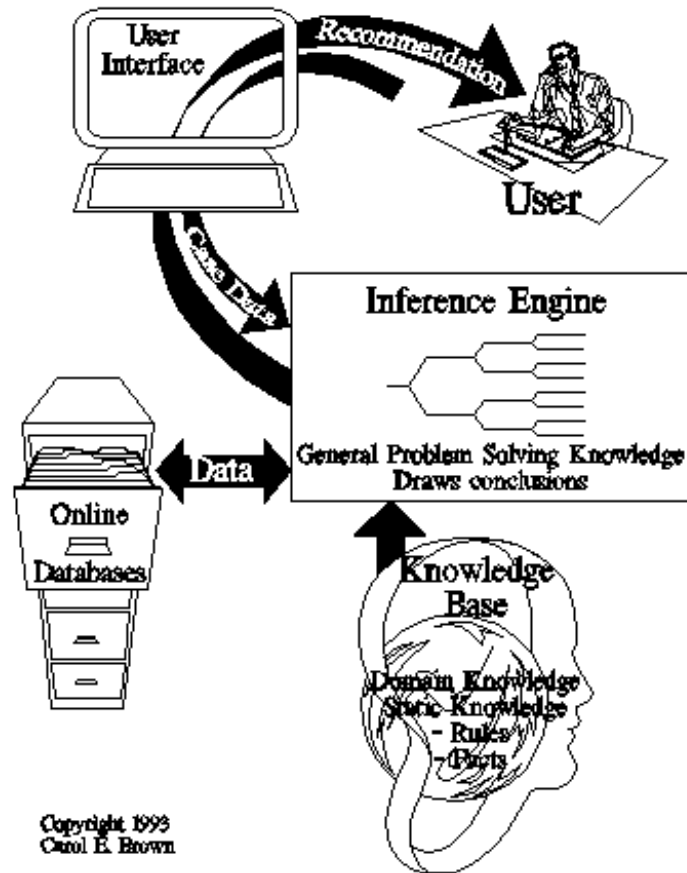 User
Interface
Recommendation
User
Case Data
Inference Engine
General Problem Solving Knowledge
Draws conclusions
Data
Online
Databases
Knowledge
Base
Domain Knowledge
Static Knowledge
- Rules
- Facts
Copyright 1993
Carol E. Brown